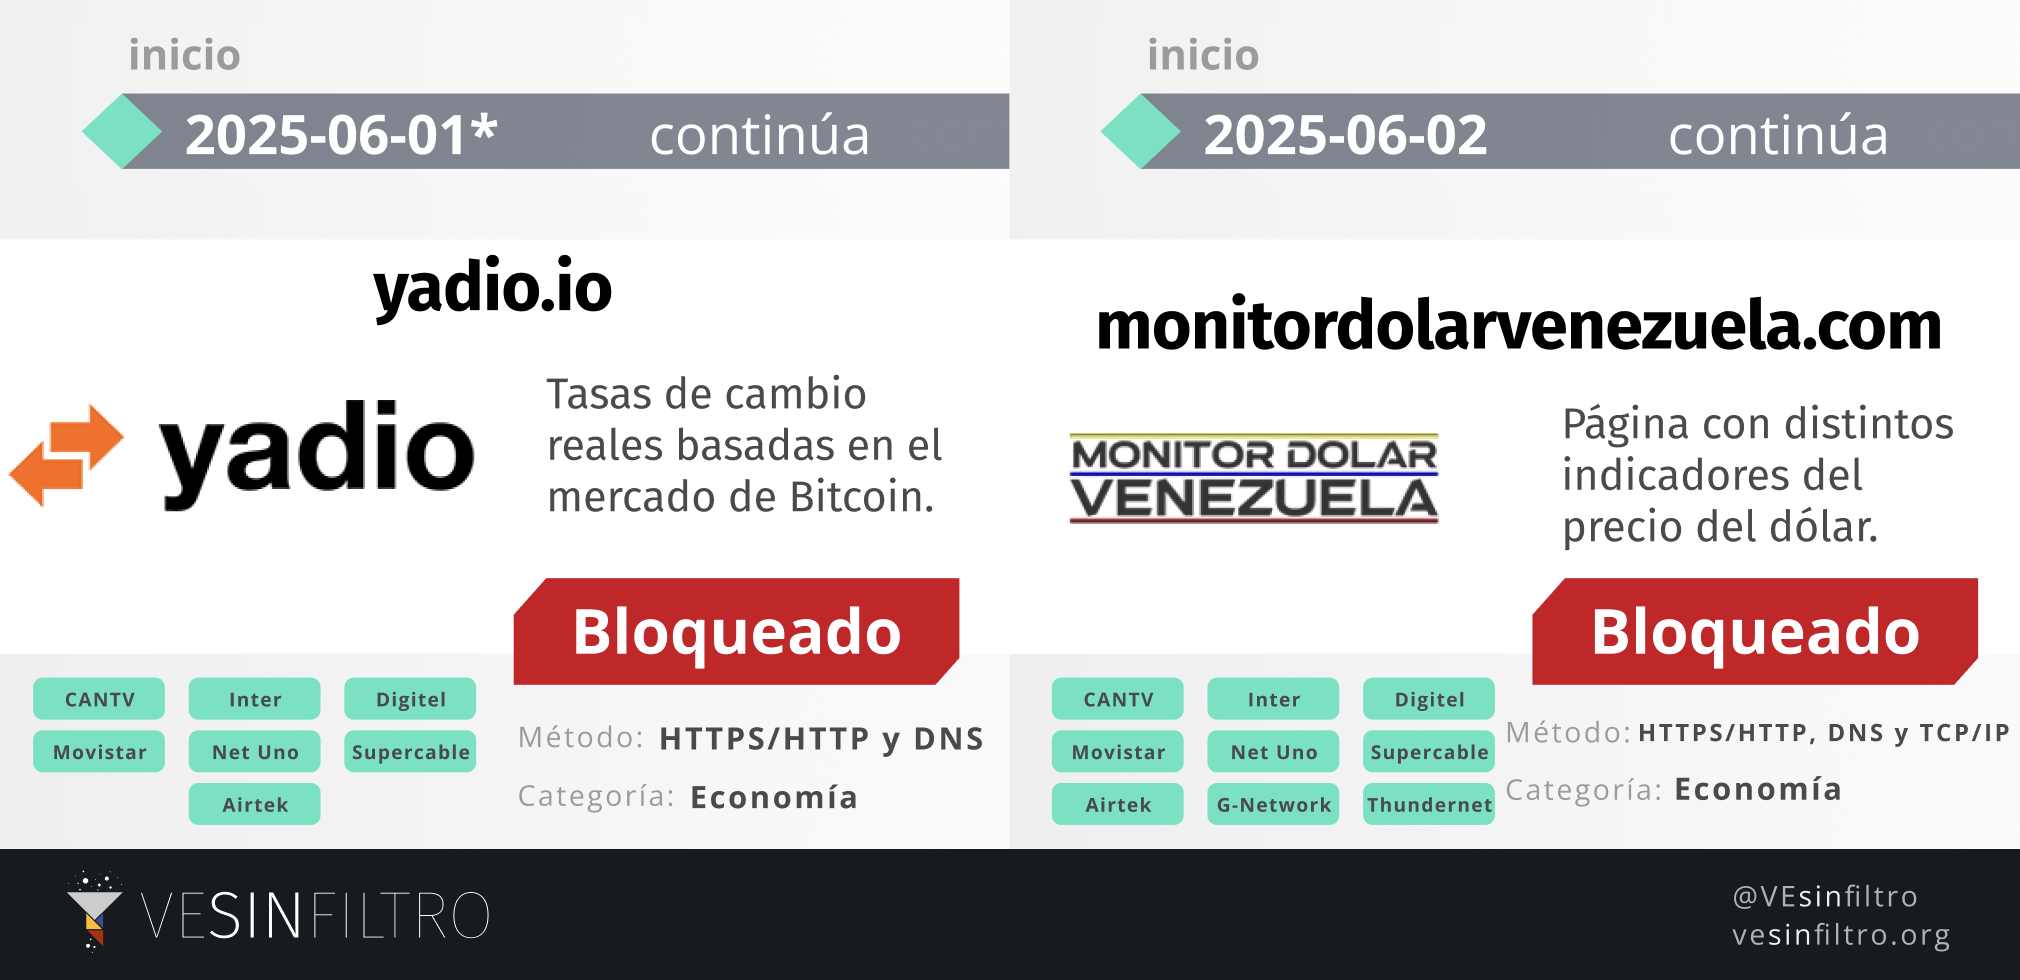 inicio
2025-06-01* continúa
yadio.io
yadio
Tasas de cambio
reales basadas en el
mercado de Bitcoin.
Bloqueado
CANTV Inter Digitel
Movistar Net Uno Supercable
Airtek
Método: HTTPS/HTTP y DNS
Categoría: Economía
inicio
2025-06-02 continúa
monitordolarvenezuela.com
MONITOR DOLAR
VENEZUELA
Página con distintos
indicadores del
precio del dólar.
Bloqueado
CANTV Inter Digitel
Movistar Net Uno Supercable
Airtek G-Network Thundernet
Método: HTTPS/HTTP, DNS y TCP/IP
Categoría: Economía
VESINFILTRO
@VEsinfiltro
vesinfiltro.org